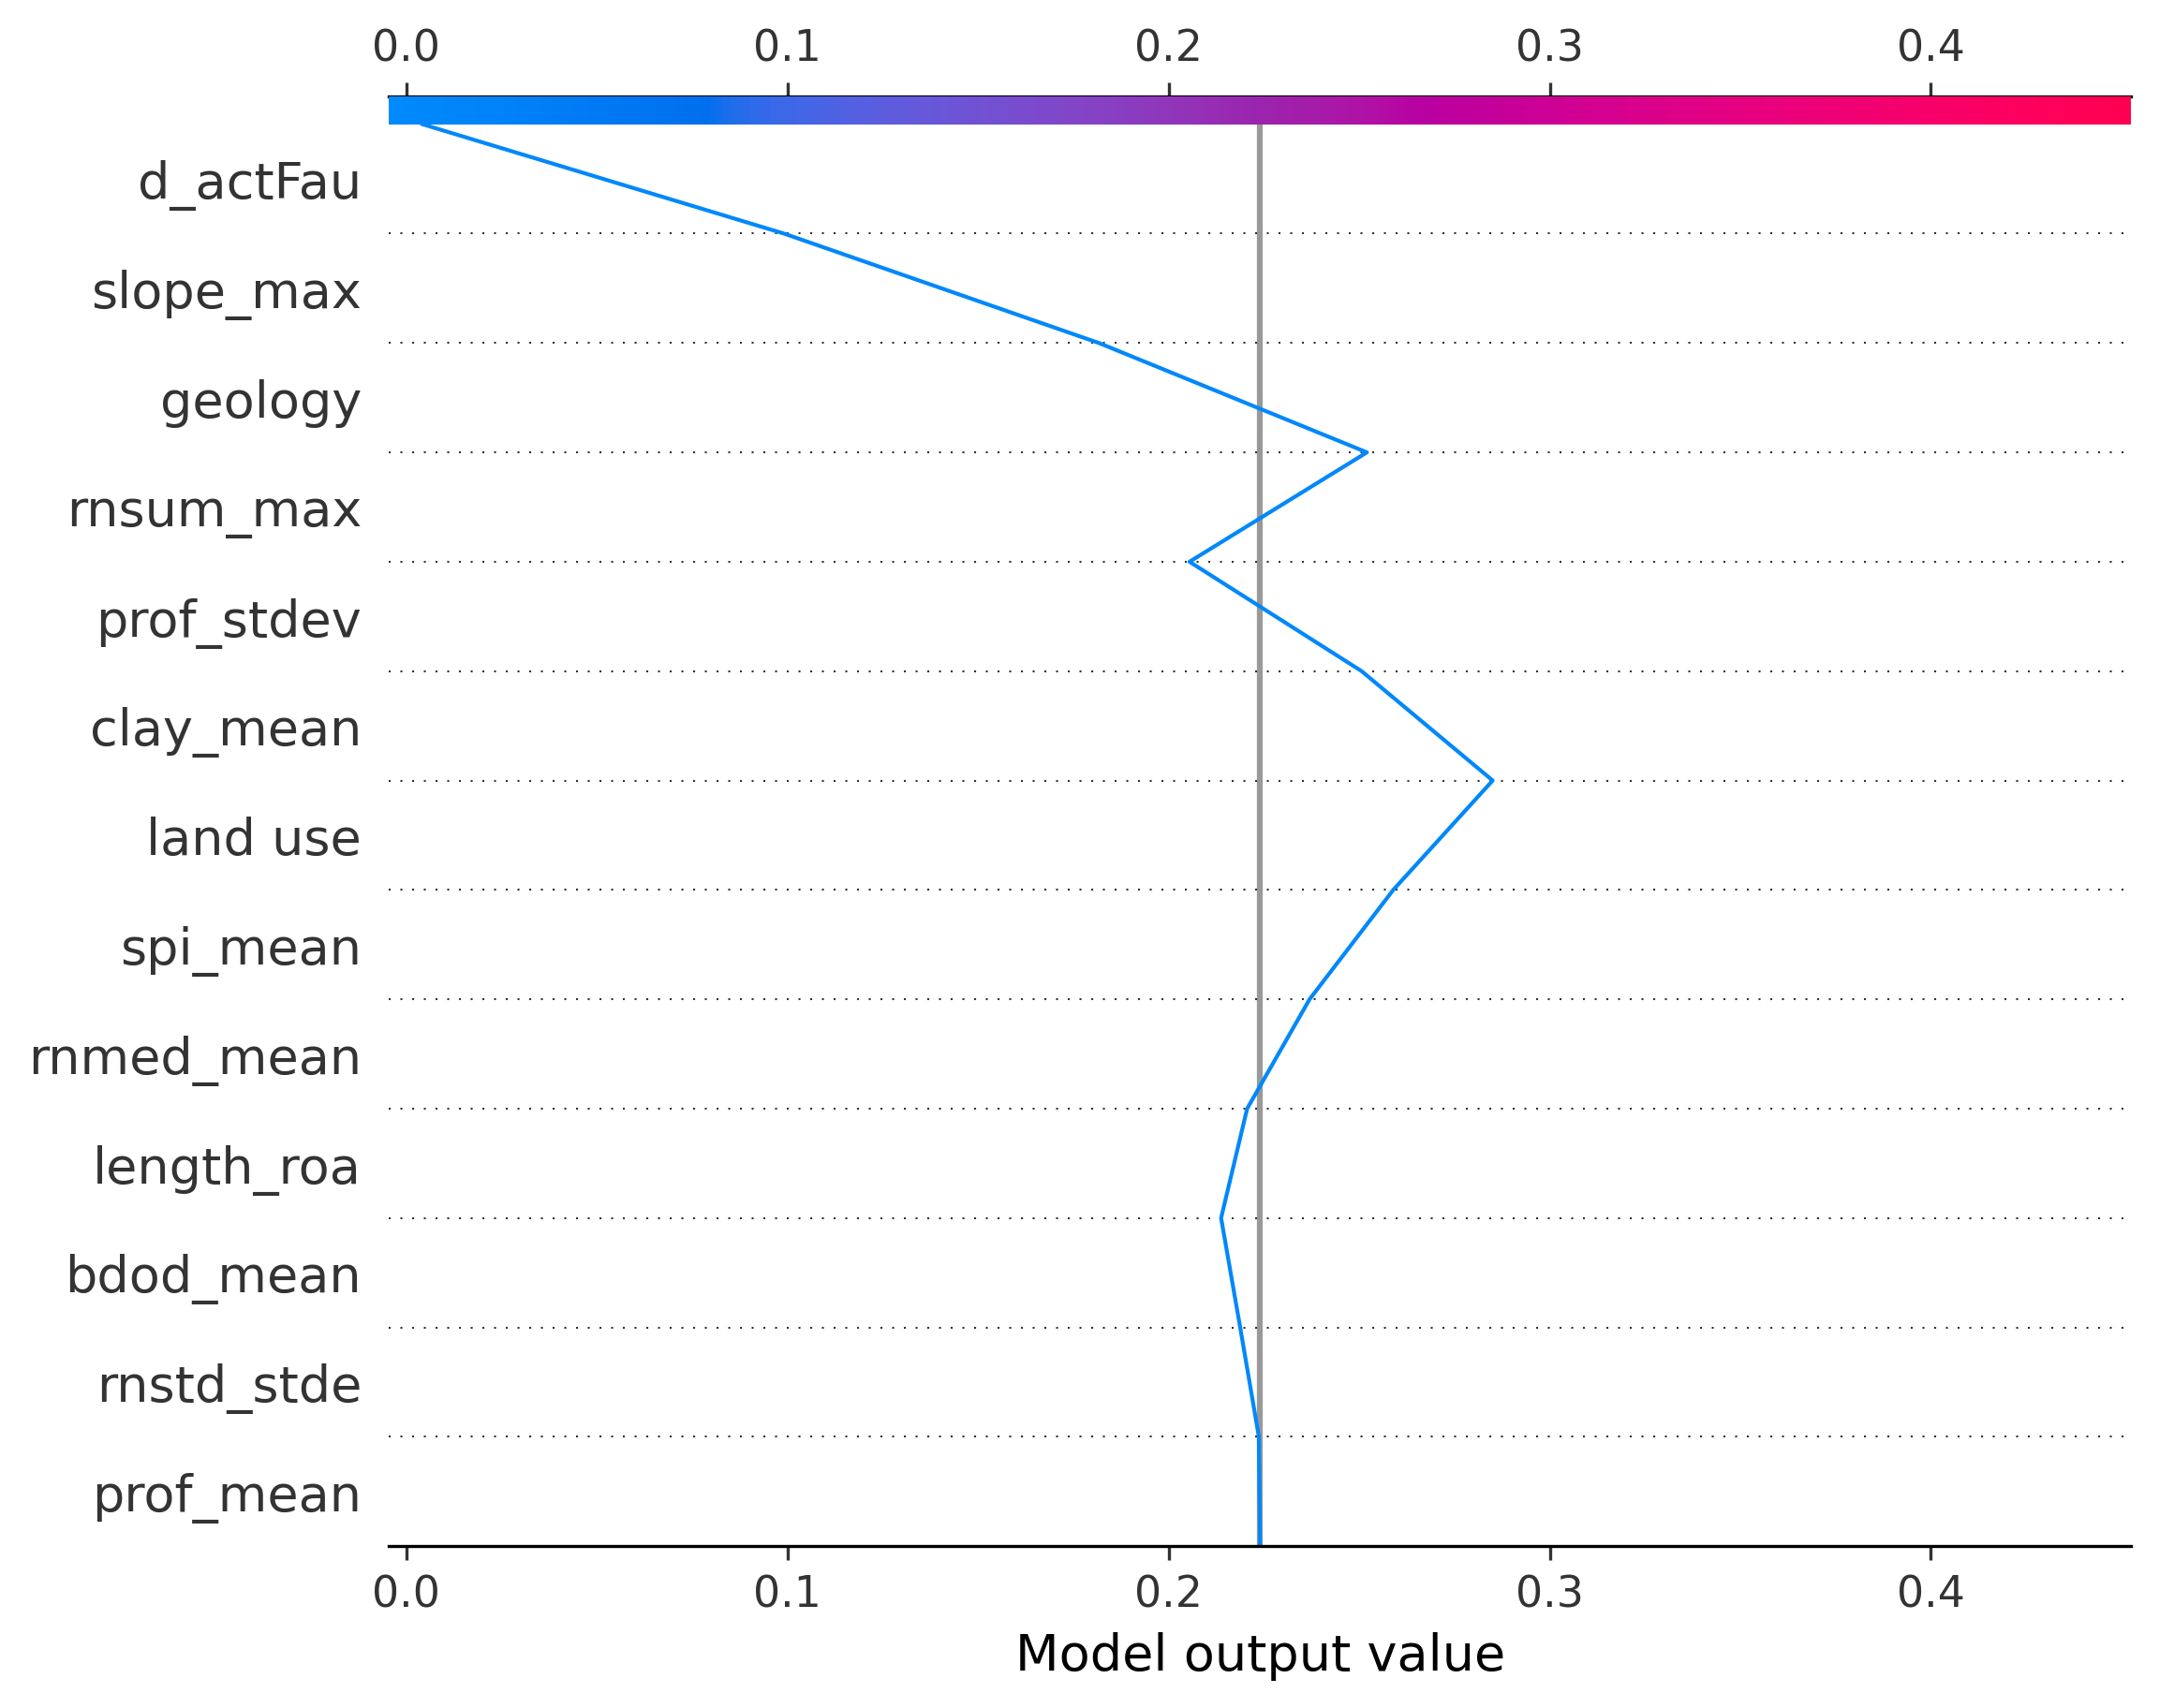 0.0 0.1 0.2 0.3 0.4
d_actFau
slope_max
geology
rnsum_max
prof_stdev
clay_mean
land use
spi_mean
rnmed_mean
length_roa
bdod_mean
rnstd_stde
prof_mean
0.0 0.1 0.2 0.3 0.4
Model output value